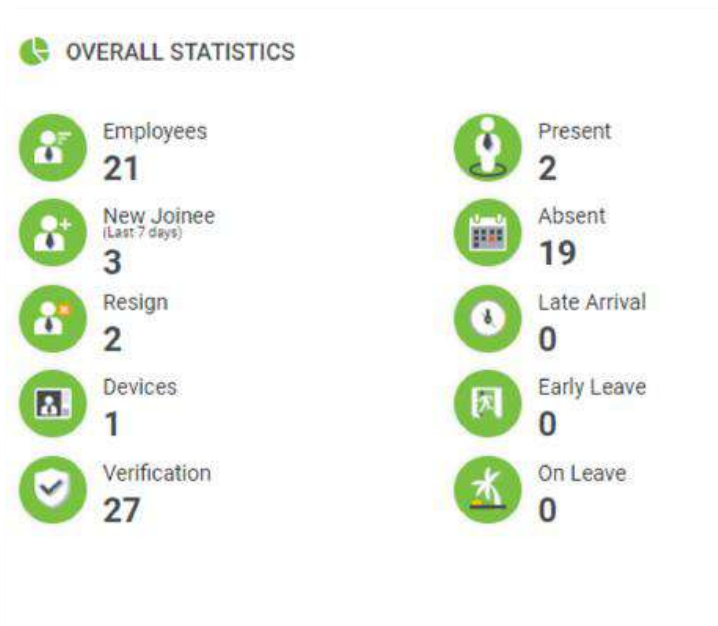 OVERALL STATISTICS
Employees
21
New Joinee
(Last 7 days)
3
Resign
2
Devices
1
Verification
27
Present
2
Absent
19
Late Arrival
0
Early Leave
0
On Leave
0